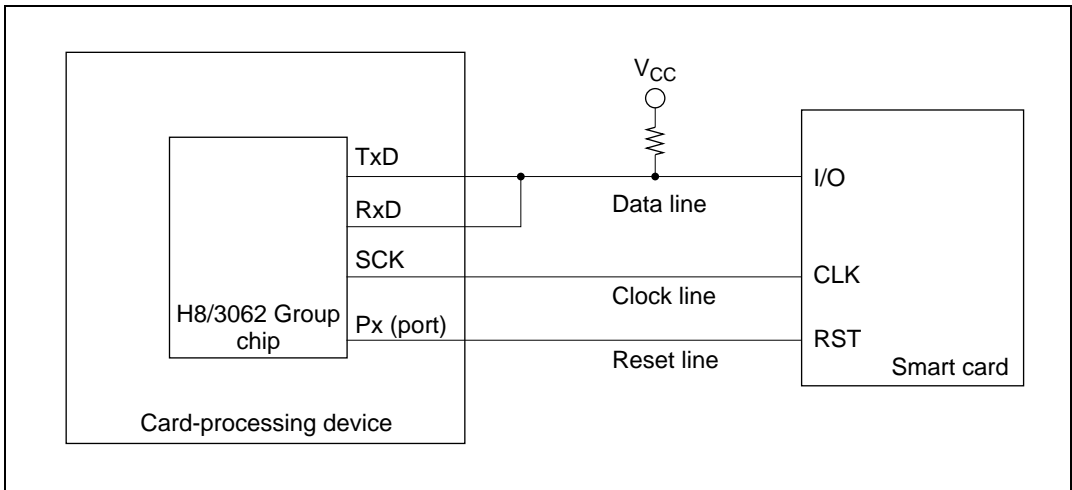 V_CC
TxD
I/O
RxD
Data line
SCK
CLK
Clock line
H8/3062 Group
chip
Px (port)
RST
Reset line
Smart card
Card-processing device